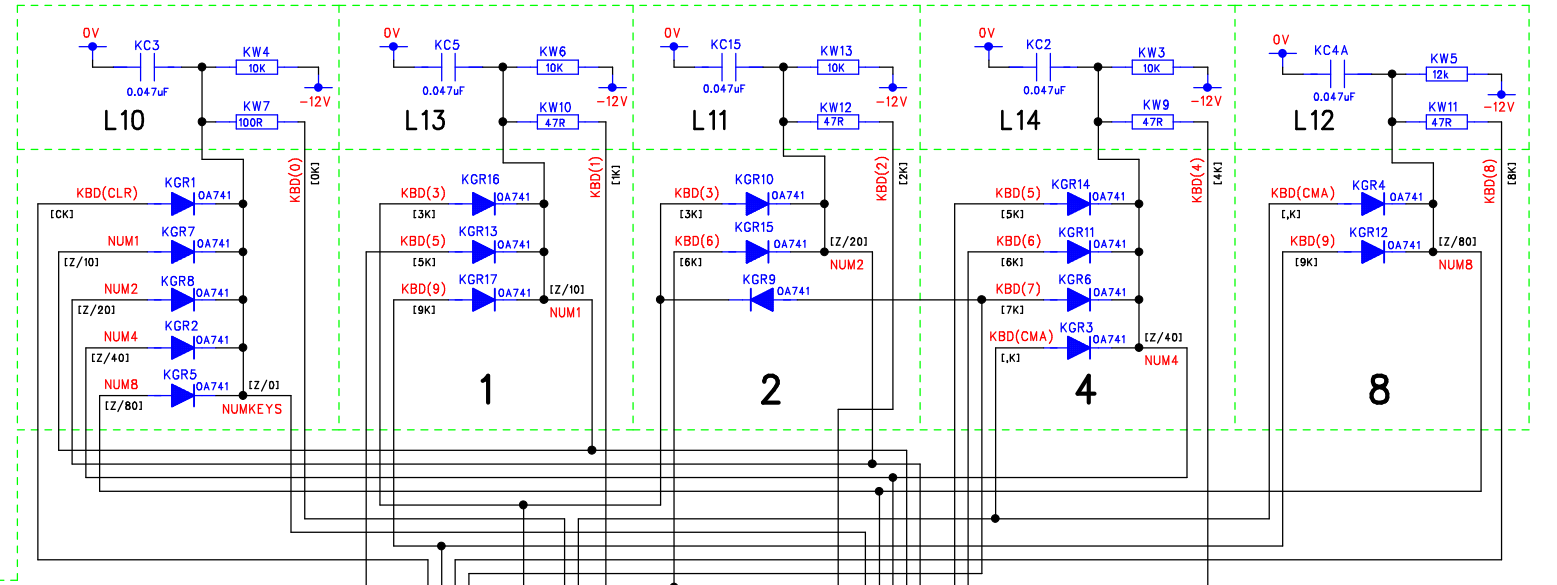 0V KC3 KW4 10K 0.047uF -12V
L10 KW7 100R
KBD(0) [0K]
KBD(CLR) [CK] KGR1 OA741
NUM1 [Z/10] KGR7 OA741
NUM2 [Z/20] KGR8 OA741
NUM4 [Z/40] KGR2 OA741
NUM8 [Z/80] KGR5 OA741
[Z/0] NUMKEYS
0V KC5 KW6 10K 0.047uF -12V
L13 KW10 47R
KBD(1) [1K]
KBD(3) [3K] KGR16 OA741
KBD(5) [5K] KGR13 OA741
KBD(9) [9K] KGR17 OA741
[Z/10] NUM1
1
0V KC15 KW13 10K 0.047uF -12V
L11 KW12 47R
KBD(2) [2K]
KBD(3) [3K] KGR10 OA741
KBD(6) [6K] KGR15 OA741
[Z/20] NUM2
KGR9 OA741
2
0V KC2 KW3 10K 0.047uF -12V
L14 KW9 47R
KBD(4) [4K]
KBD(5) [5K] KGR14 OA741
KBD(6) [6K] KGR11 OA741
KBD(7) [7K] KGR6 OA741
KBD(CMA) [,K] KGR3 OA741
[Z/40] NUM4
4
0V KC4A KW5 12k 0.047uF -12V
L12 KW11 47R
KBD(8) [8K]
KBD(CMA) [,K] KGR4 OA741
KBD(9) [9K] KGR12 OA741
[Z/80] NUM8
8